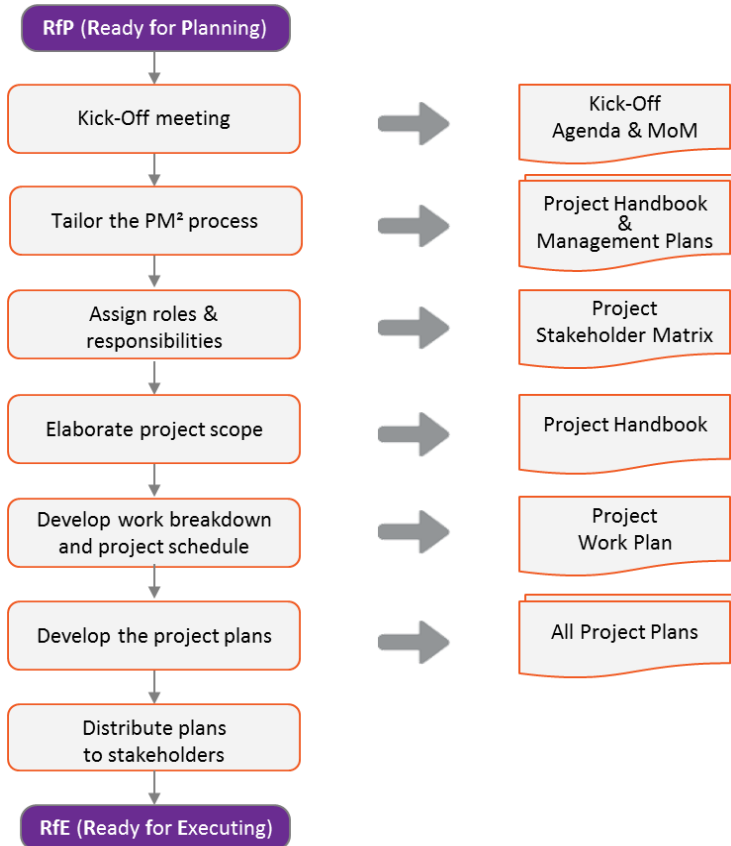 RfP (Ready for Planning)
Kick-Off meeting
Kick-Off
Agenda & MoM
Tailor the PM² process
Project Handbook
&
Management Plans
Assign roles &
responsibilities
Project
Stakeholder Matrix
Elaborate project scope
Project Handbook
Develop work breakdown
and project schedule
Project
Work Plan
Develop the project plans
All Project Plans
Distribute plans
to stakeholders
RfE (Ready for Executing)